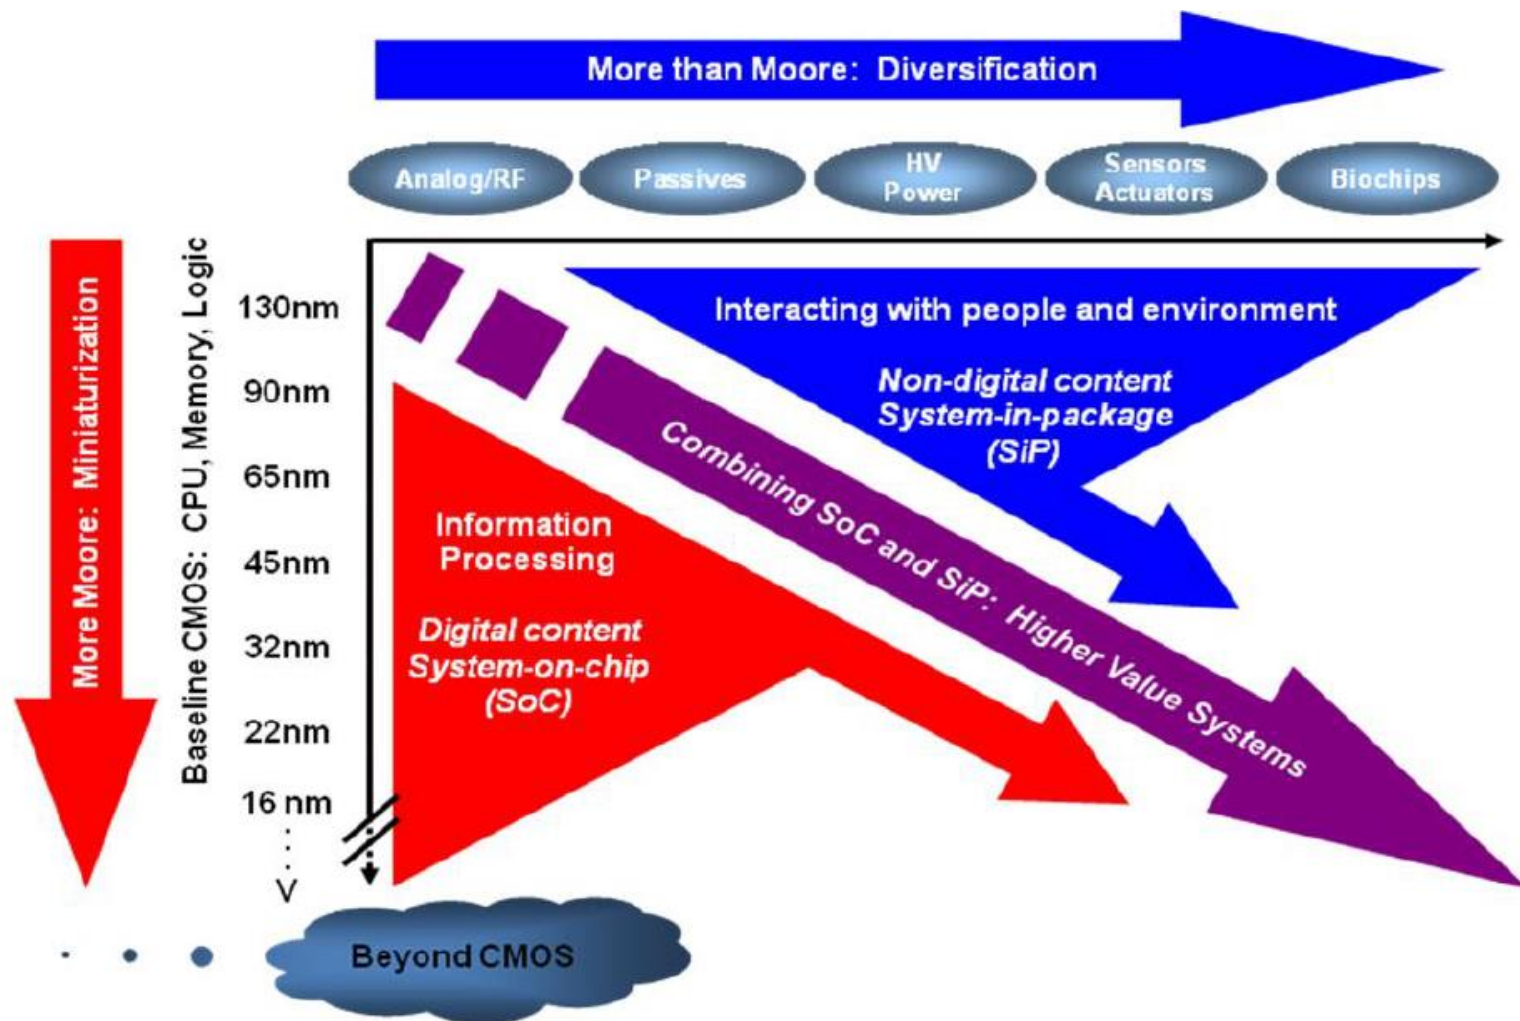 More than Moore: Diversification
Analog/RF
Passives
HV
Power
Sensors
Actuators
Biochips
More Moore: Miniaturization
Baseline CMOS: CPU, Memory, Logic
130nm
90nm
65nm
45nm
32nm
22nm
16 nm
Interacting with people and environment
Non-digital content
System-in-package
(SiP)
Combining SoC and SiP: Higher Value Systems
Information
Processing
Digital content
System-on-chip
(SoC)
Beyond CMOS